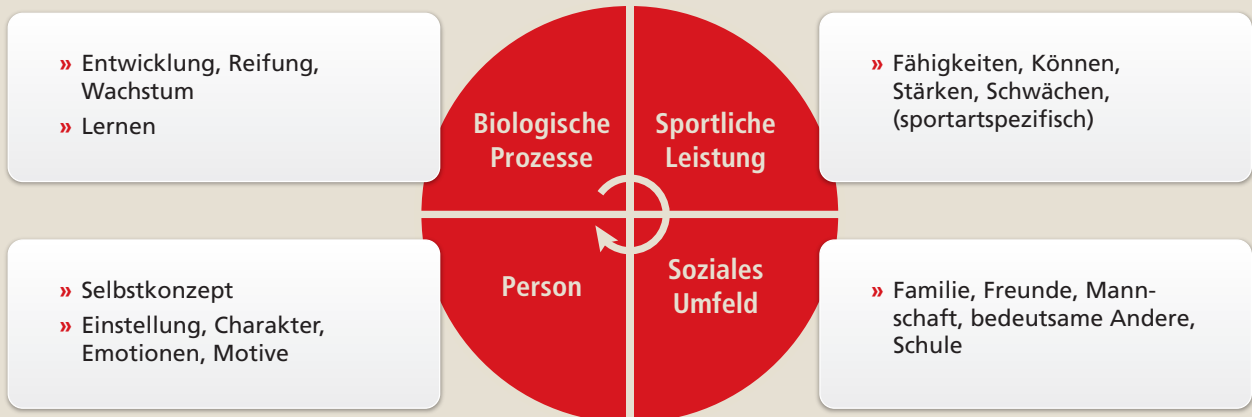 » Entwicklung, Reifung,
Wachstum
» Lernen
Biologische
Prozesse
Sportliche
Leistung
» Fähigkeiten, Können,
Stärken, Schwächen,
(sportartspezifisch)
» Selbstkonzept
» Einstellung, Charakter,
Emotionen, Motive
Person
Soziales
Umfeld
» Familie, Freunde, Mann-
schaft, bedeutsame Andere,
Schule